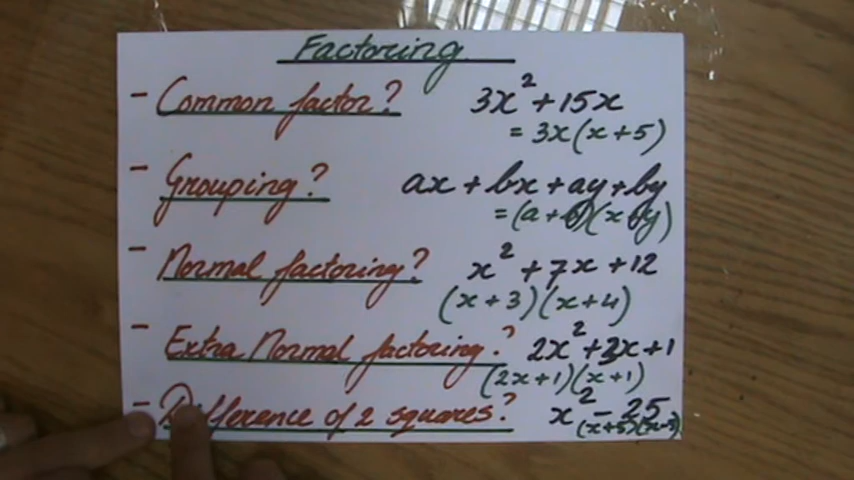 Factoring
- Common factor? 3x² + 15x
= 3x(x + 5)
- Grouping? ax + bx + ay + by
= (a + b)(x + y)
- Normal factoring? x² + 7x + 12
(x + 3)(x + 4)
- Extra Normal factoring? 2x² + 3x + 1
(2x + 1)(x + 1)
- Difference of 2 squares? x² - 25
(x+5)(x-5)